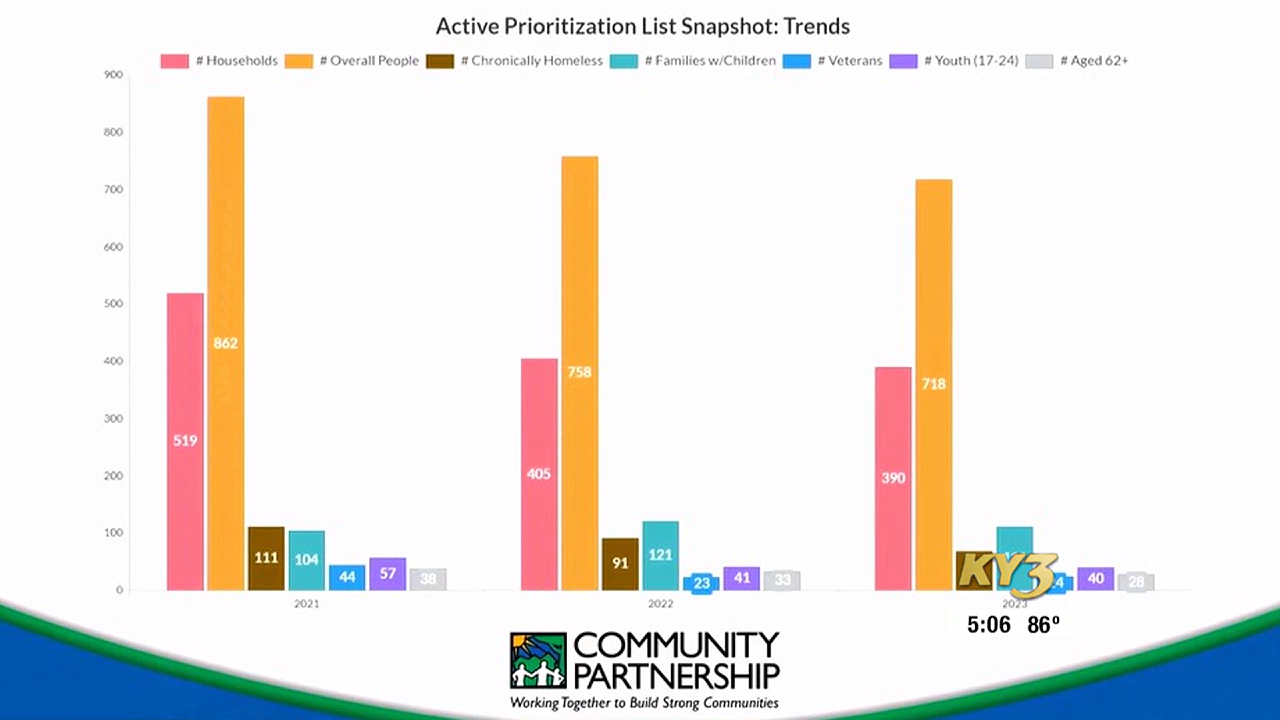 Active Prioritization List Snapshot: Trends
# Households # Overall People # Chronically Homeless # Families w/Children # Veterans # Youth (17-24) # Aged 62+
900
800
700
600
500
400
300
200
100
0
519 862 111 104 44 57 38
405 758 91 121 23 41 33
390 718 40 28
2021 2022 2023
KY3
5:06 86º
COMMUNITY
PARTNERSHIP
Working Together to Build Strong Communities